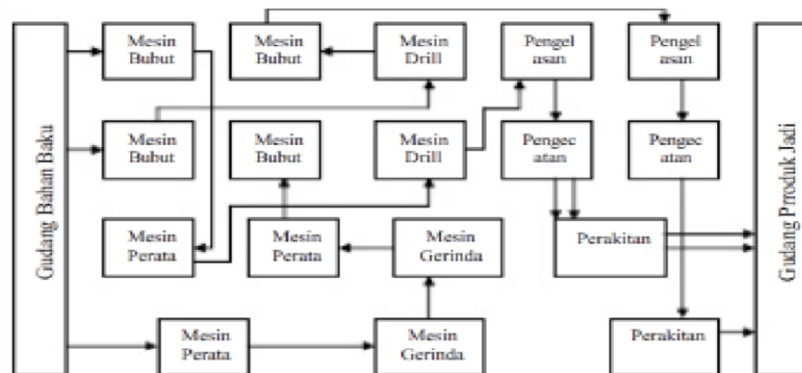 Gudang Bahan Baku
Mesin
Bubut
Mesin
Bubut
Mesin
Drill
Pengel
asan
Pengel
asan
Mesin
Bubut
Mesin
Bubut
Mesin
Drill
Pengec
atan
Pengec
atan
Mesin
Perata
Mesin
Perata
Mesin
Gerinda
Perakitan
Mesin
Perata
Mesin
Gerinda
Perakitan
Gudang Prroduk Jadi